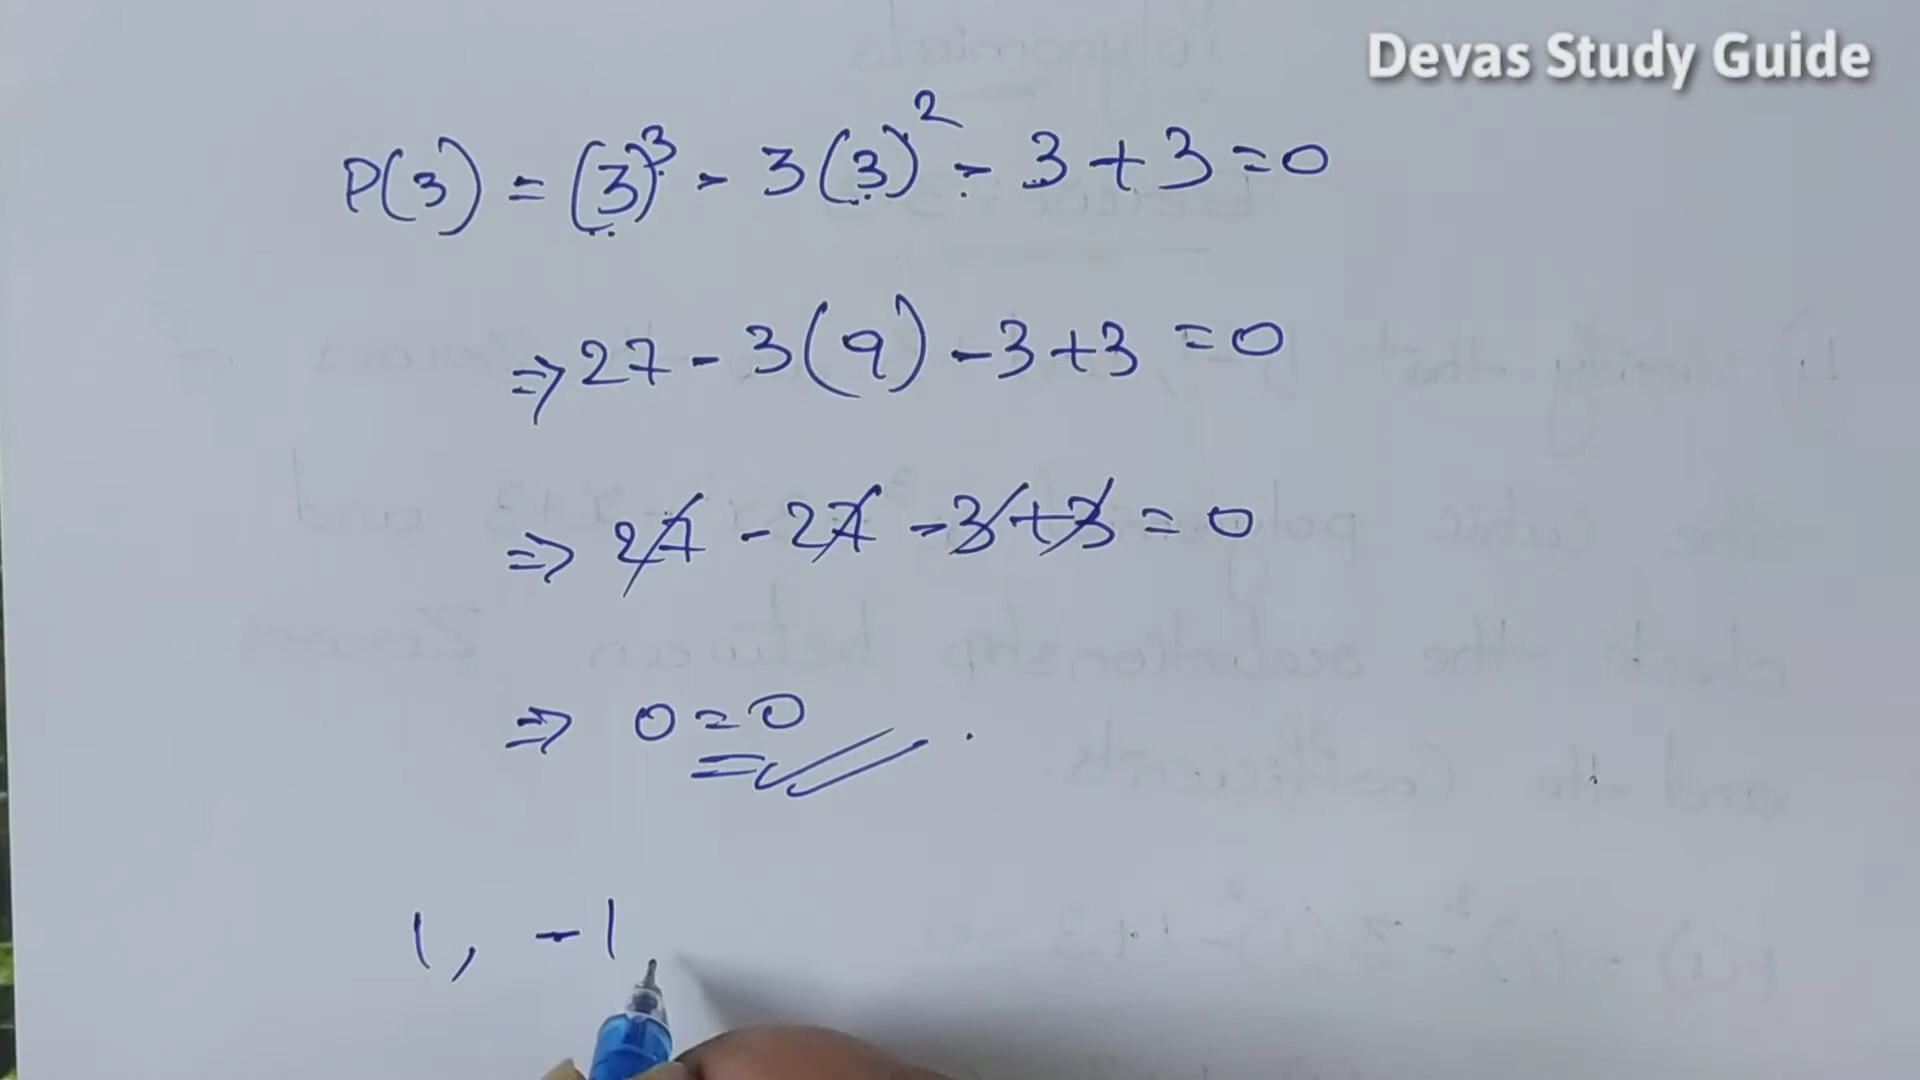 Devas Study Guide
P(3) = (3)³ - 3(3)² - 3 + 3 = 0
⇒ 27 - 3(9) - 3 + 3 = 0
⇒ 27 - 27 - 3 + 3 = 0
⇒ 0 = 0
1, -1